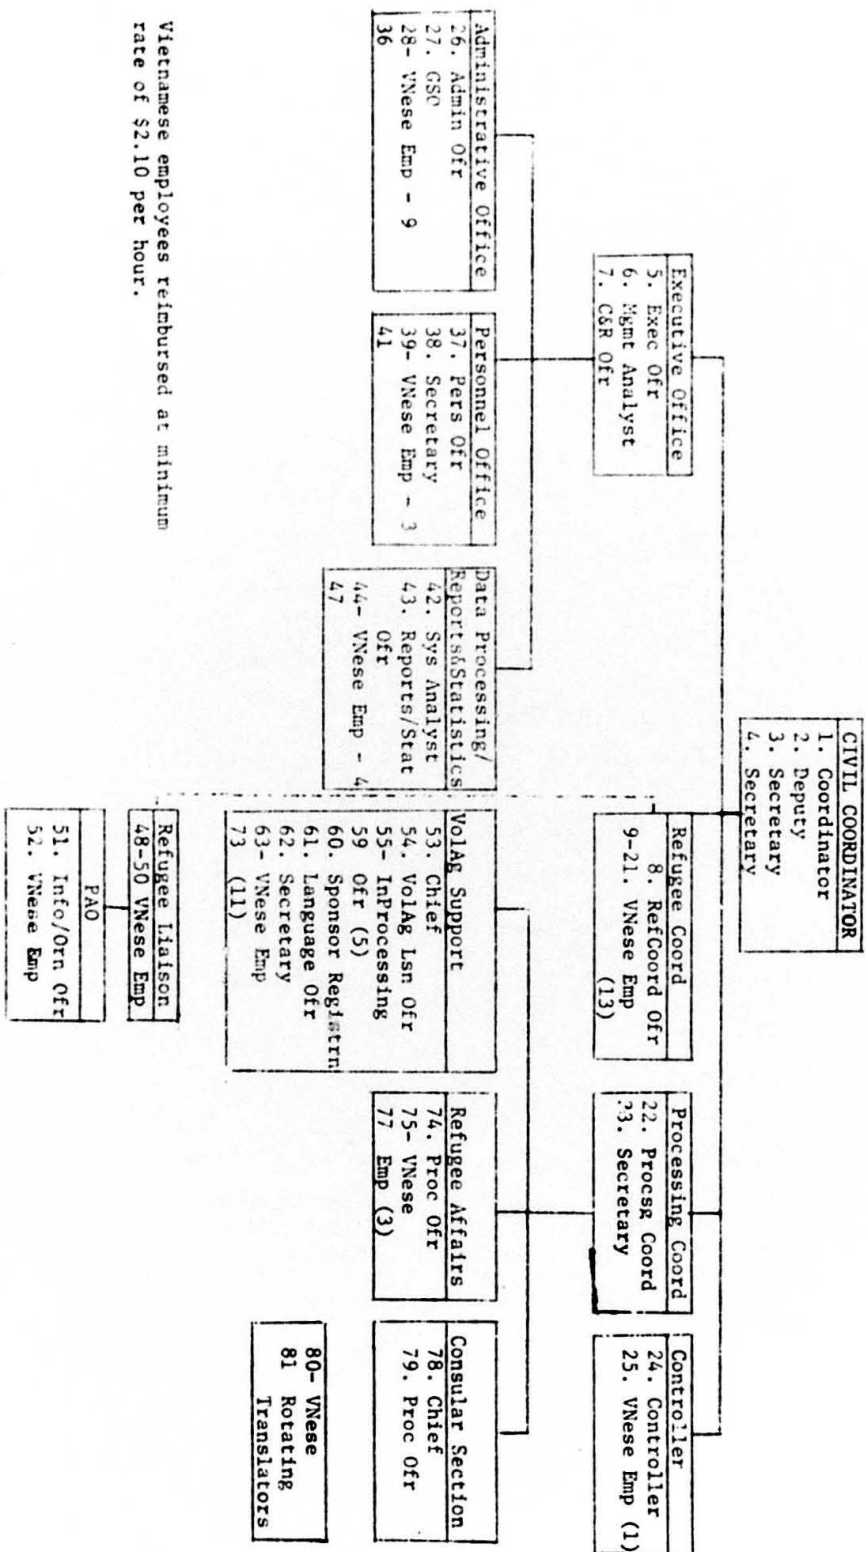 CIVIL COORDINATOR
1. Coordinator
2. Deputy
3. Secretary
4. Secretary
Executive Office
5. Exec Ofr
6. Mgmt Analyst
7. C&R Ofr
Refugee Coord
8. RefCoord Ofr
9-21. VNese Emp
(13)
Processing Coord
22. Procsg Coord
23. Secretary
Controller
24. Controller
25. VNese Emp (1)
Administrative Office
26. Admin Ofr
27. GSO
28- VNese Emp - 9
36
Personnel Office
37. Pers Ofr
38. Secretary
39- VNese Emp - 3
41
Data Processing/
Reports&Statistics
42. Sys Analyst
43. Reports/Stat
Ofr
44- VNese Emp - 4
47
VolAg Support
53. Chief
54. VolAg Lsn Ofr
55- InProcessing
59 Ofr (5)
60. Sponsor Registrn
61. Language Ofr
62. Secretary
63- VNese Emp
73 (11)
Refugee Affairs
74. Proc Ofr
75- VNese
77 Emp (3)
Consular Section
78. Chief
79. Proc Ofr
80- VNese
81 Rotating
Translators
Refugee Liaison
48-50 VNese Emp
PAO
51. Info/Orn Ofr
52. VNese Emp
Vietnamese employees reimbursed at minimum
rate of $2.10 per hour.